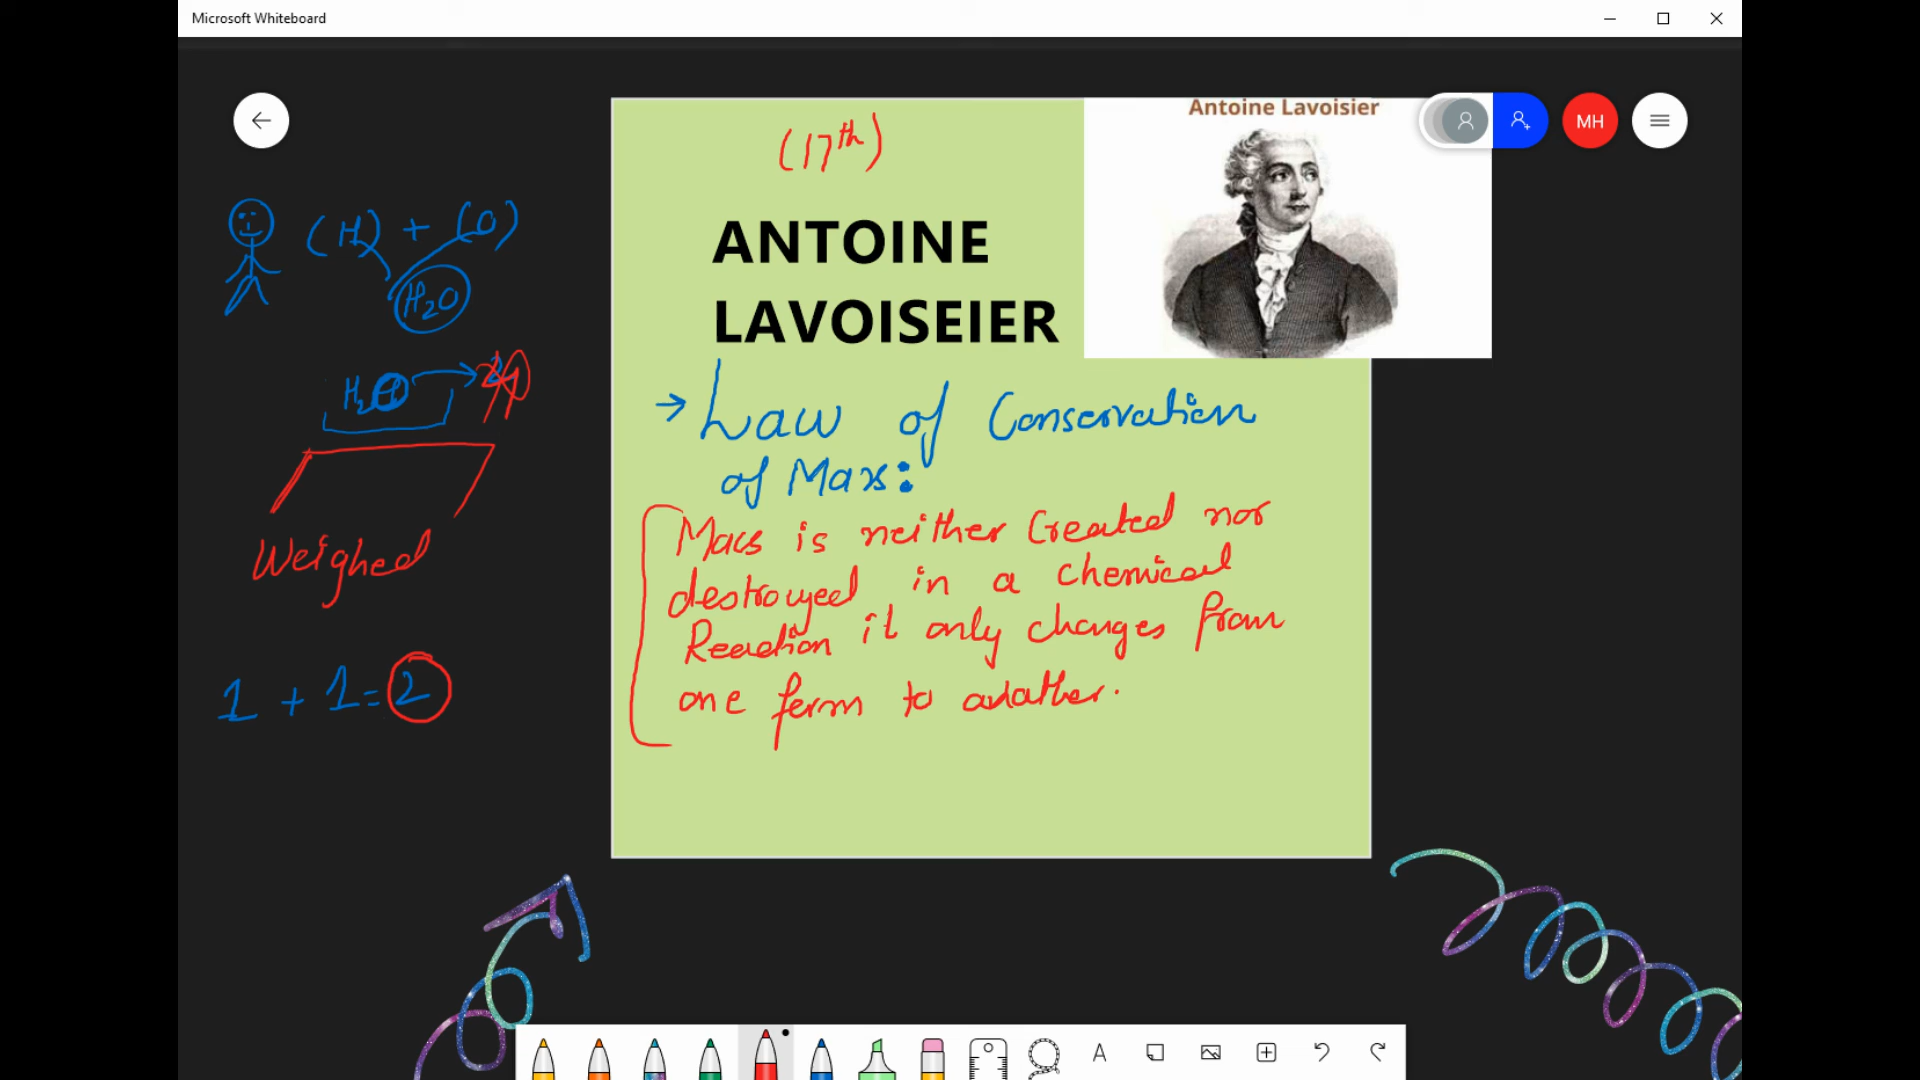 Microsoft Whiteboard
MH
Antoine Lavoisier
(17th)
ANTOINE
LAVOISEIER
→ Law of Conservation
of Mass:
Mass is neither Created nor
destroyed in a chemical
Reaction it only changes from
one form to another.
(H) + (O)
H2O
H2O
Weighed
1 + 1 = 2
A